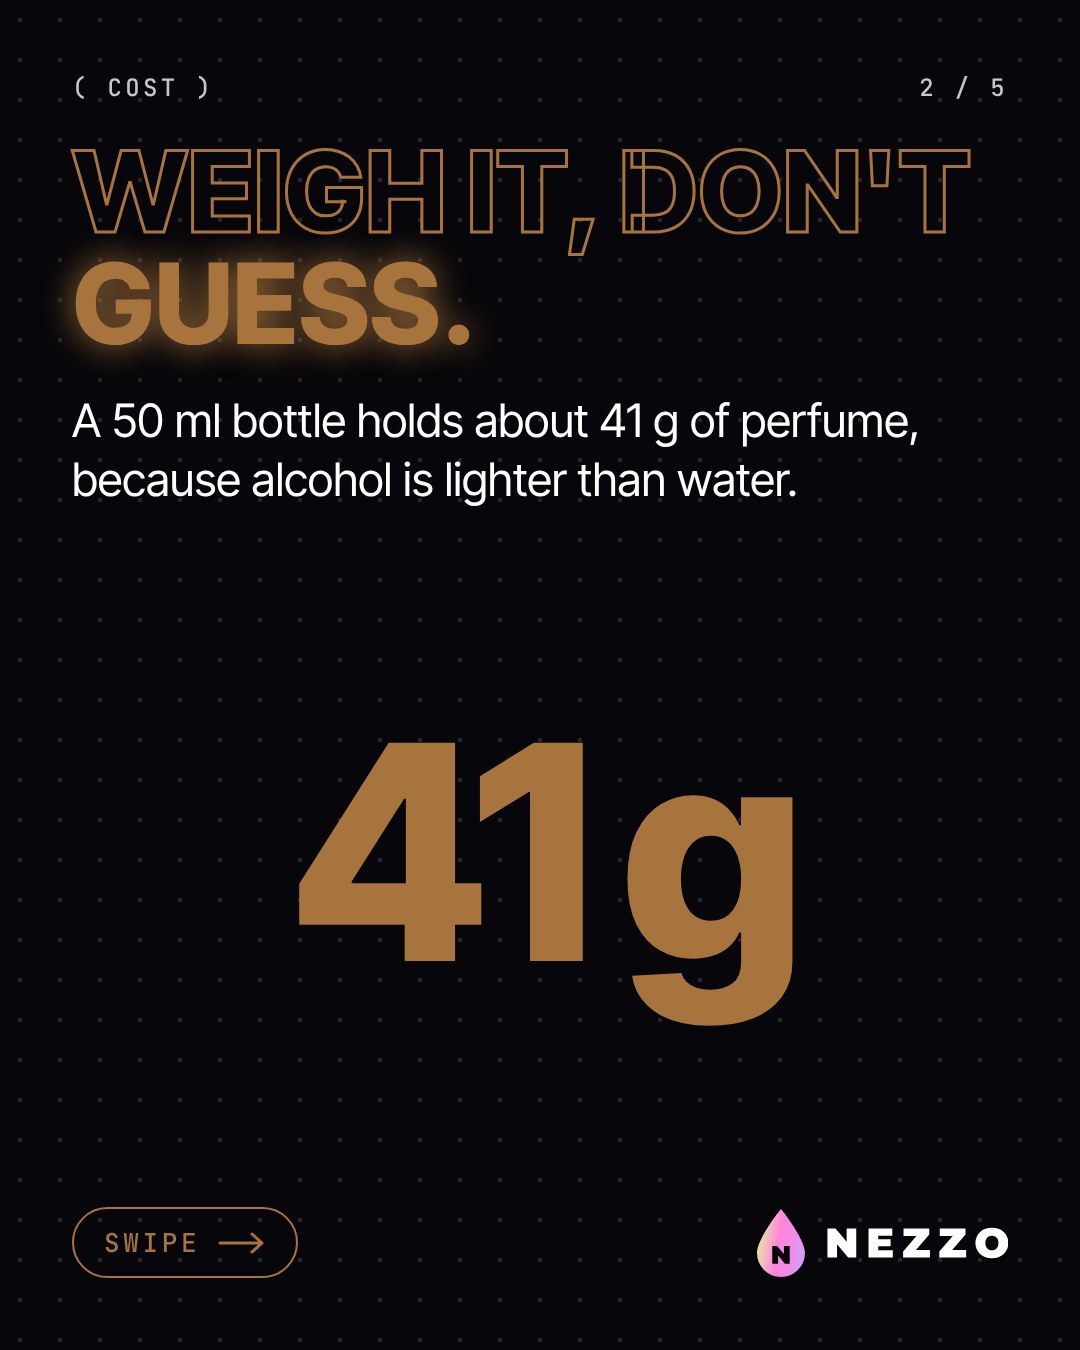 ( COST )
2 / 5
WEIGH IT, DON'T
GUESS.
A 50 ml bottle holds about 41 g of perfume,
because alcohol is lighter than water.
41 g
SWIPE →
N NEZZO